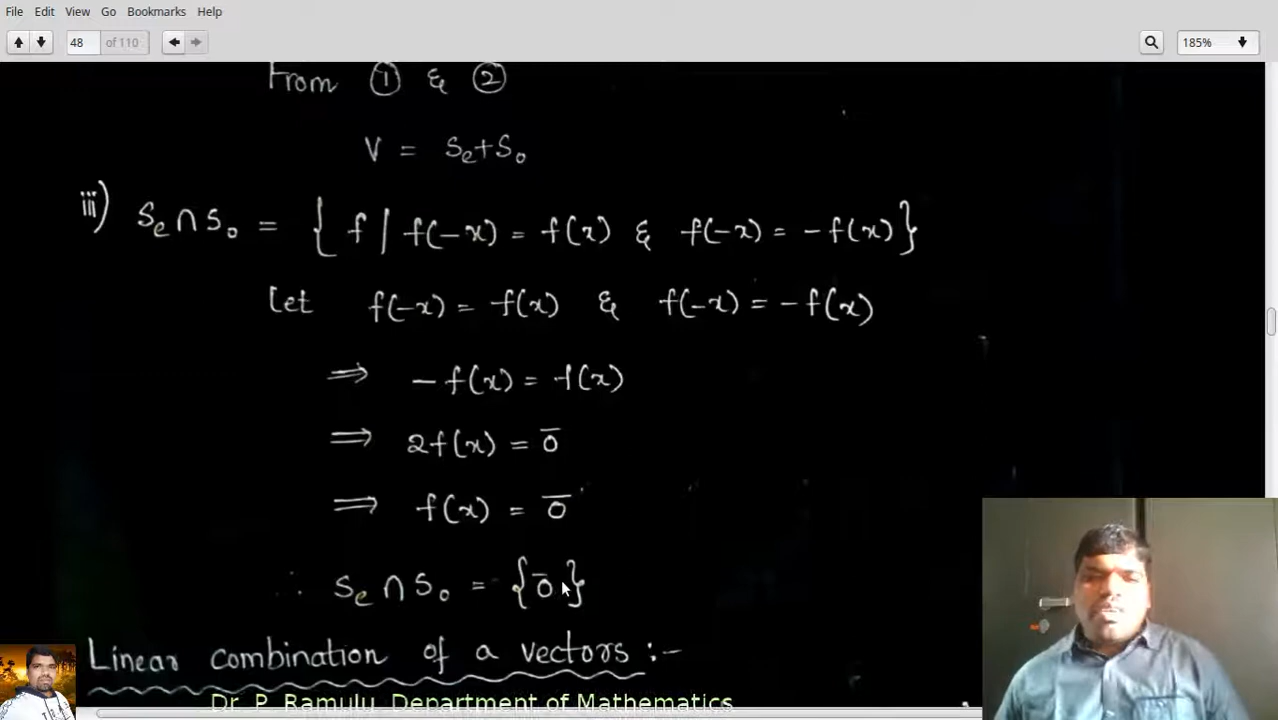 File Edit View Go Bookmarks Help
48 of 110 185%
From ① & ②
V = Se+So
iii) Se∩So = { f | f(-x) = f(x) & f(-x) = -f(x) }
Let f(-x) = f(x) & f(-x) = -f(x)
⇒ -f(x) = f(x)
⇒ 2f(x) = 0̄
⇒ f(x) = 0̄
∴ Se∩So = {0̄}
Linear combination of a vectors :-
Dr. P. Ramulu, Department of Mathematics